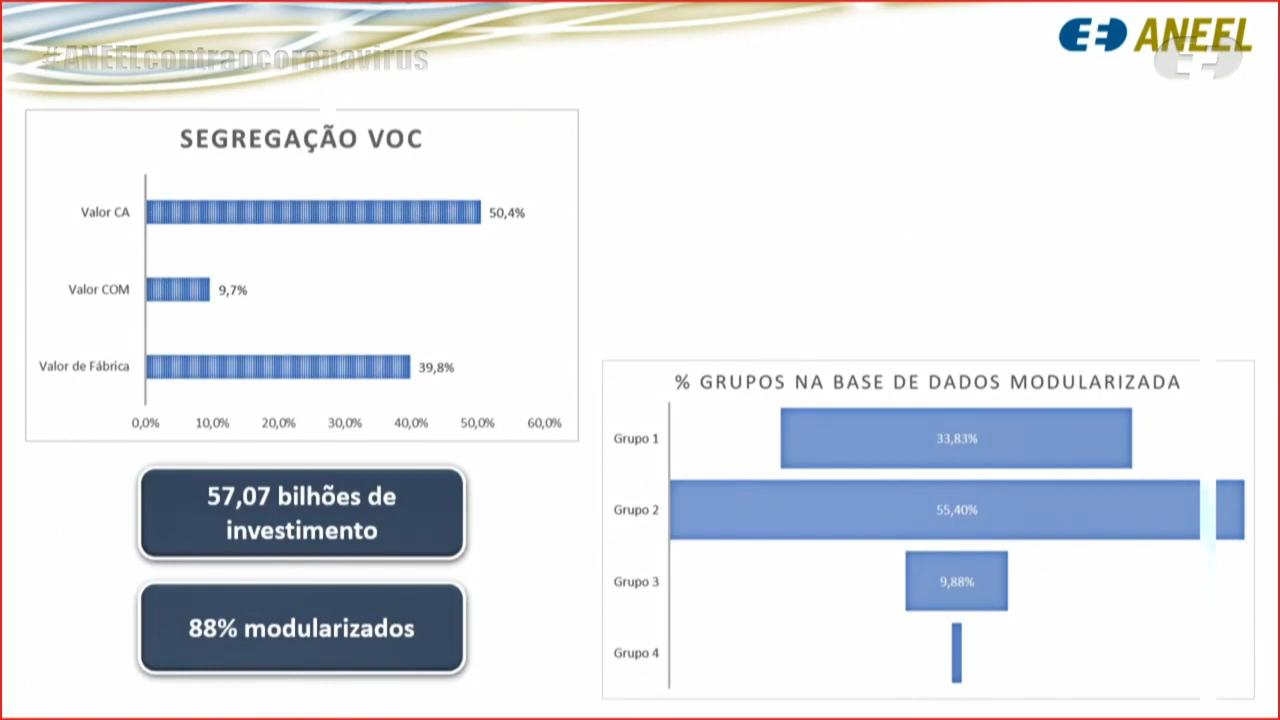 #ANEELcontraocoronavirus
ANEEL
SEGREGAÇÃO VOC
Valor CA
50,4%
Valor COM
9,7%
Valor de Fábrica
39,8%
0,0% 10,0% 20,0% 30,0% 40,0% 50,0% 60,0%
57,07 bilhões de
investimento
88% modularizados
% GRUPOS NA BASE DE DADOS MODULARIZADA
Grupo 1
33,83%
Grupo 2
55,40%
Grupo 3
9,88%
Grupo 4